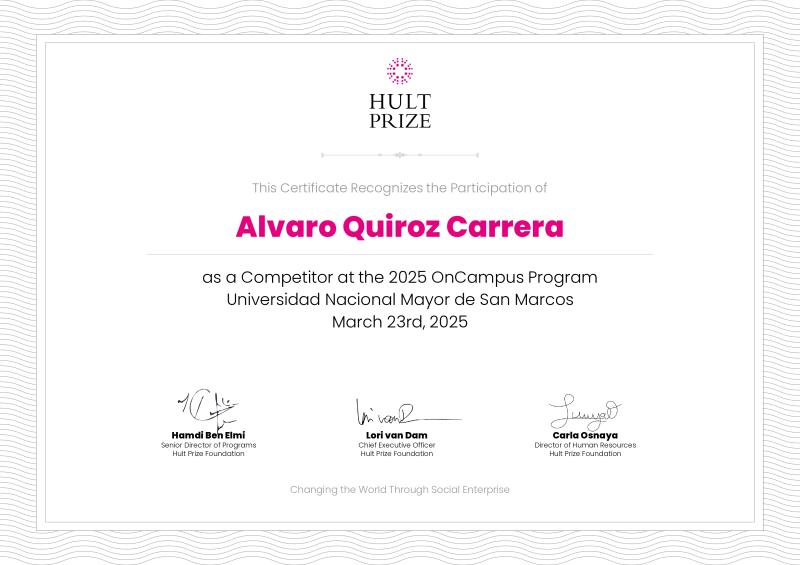 HULT
PRIZE
This Certificate Recognizes the Participation of
Alvaro Quiroz Carrera
as a Competitor at the 2025 OnCampus Program
Universidad Nacional Mayor de San Marcos
March 23rd, 2025
Hamdi Ben Elmi
Senior Director of Programs
Hult Prize Foundation
Lori van Dam
Chief Executive Officer
Hult Prize Foundation
Carla Osnaya
Director of Human Resources
Hult Prize Foundation
Changing the World Through Social Enterprise